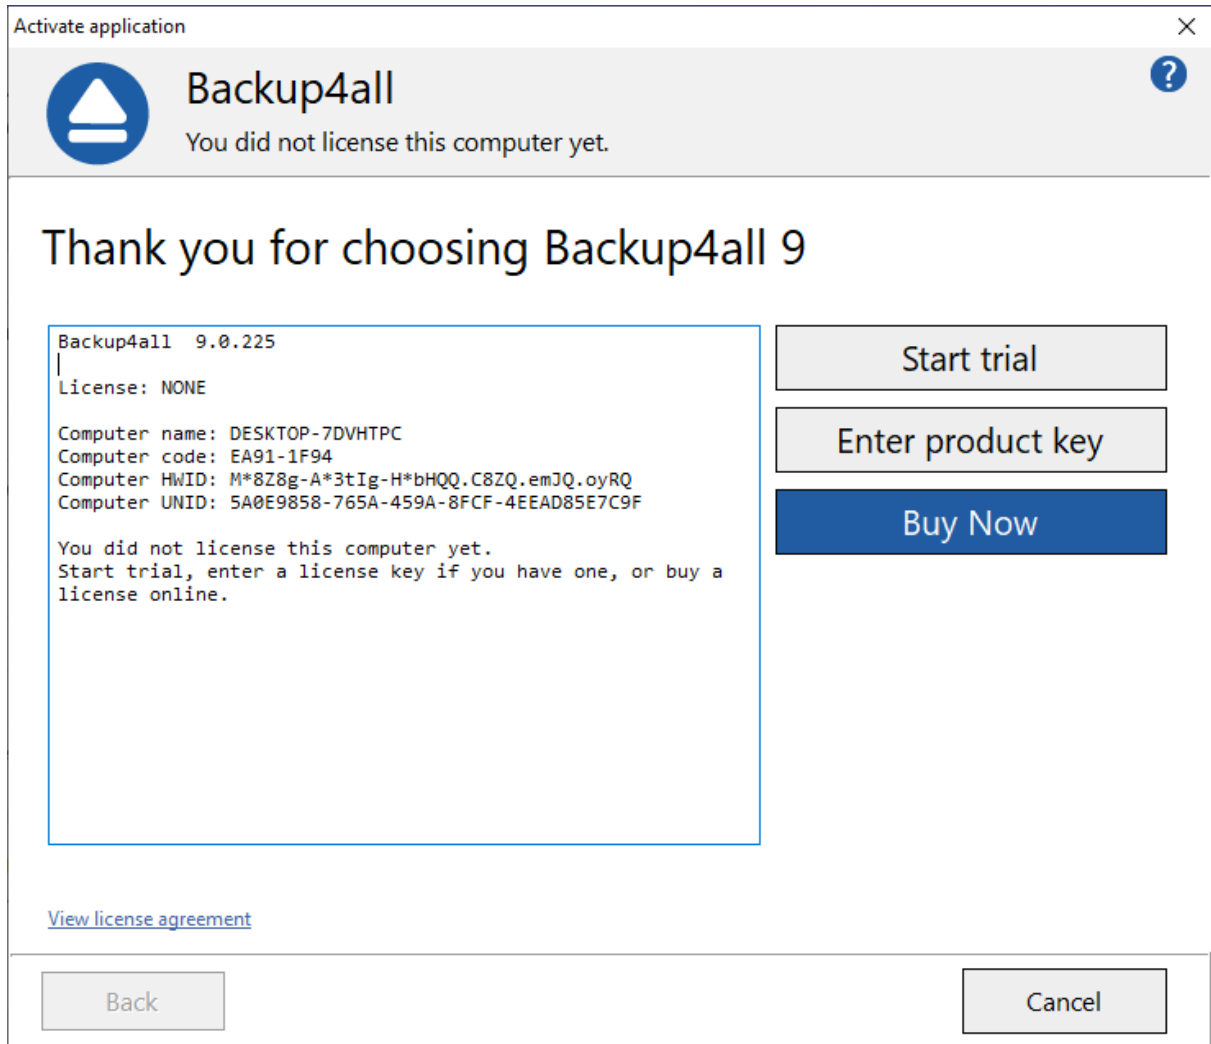 Activate application
Backup4all
?
You did not license this computer yet.
Thank you for choosing Backup4all 9
Backup4all  9.0.225
License: NONE
Computer name: DESKTOP-7DVHTPC
Computer code: EA91-1F94
Computer HWID: M*8Z8g-A*3tIg-H*bHQQ.C8ZQ.emJQ.oyRQ
Computer UNID: 5A0E9858-765A-459A-8FCF-4EEAD85E7C9F
You did not license this computer yet.
Start trial, enter a license key if you have one, or buy a
license online.
Start trial
Enter product key
Buy Now
View license agreement
Back
Cancel